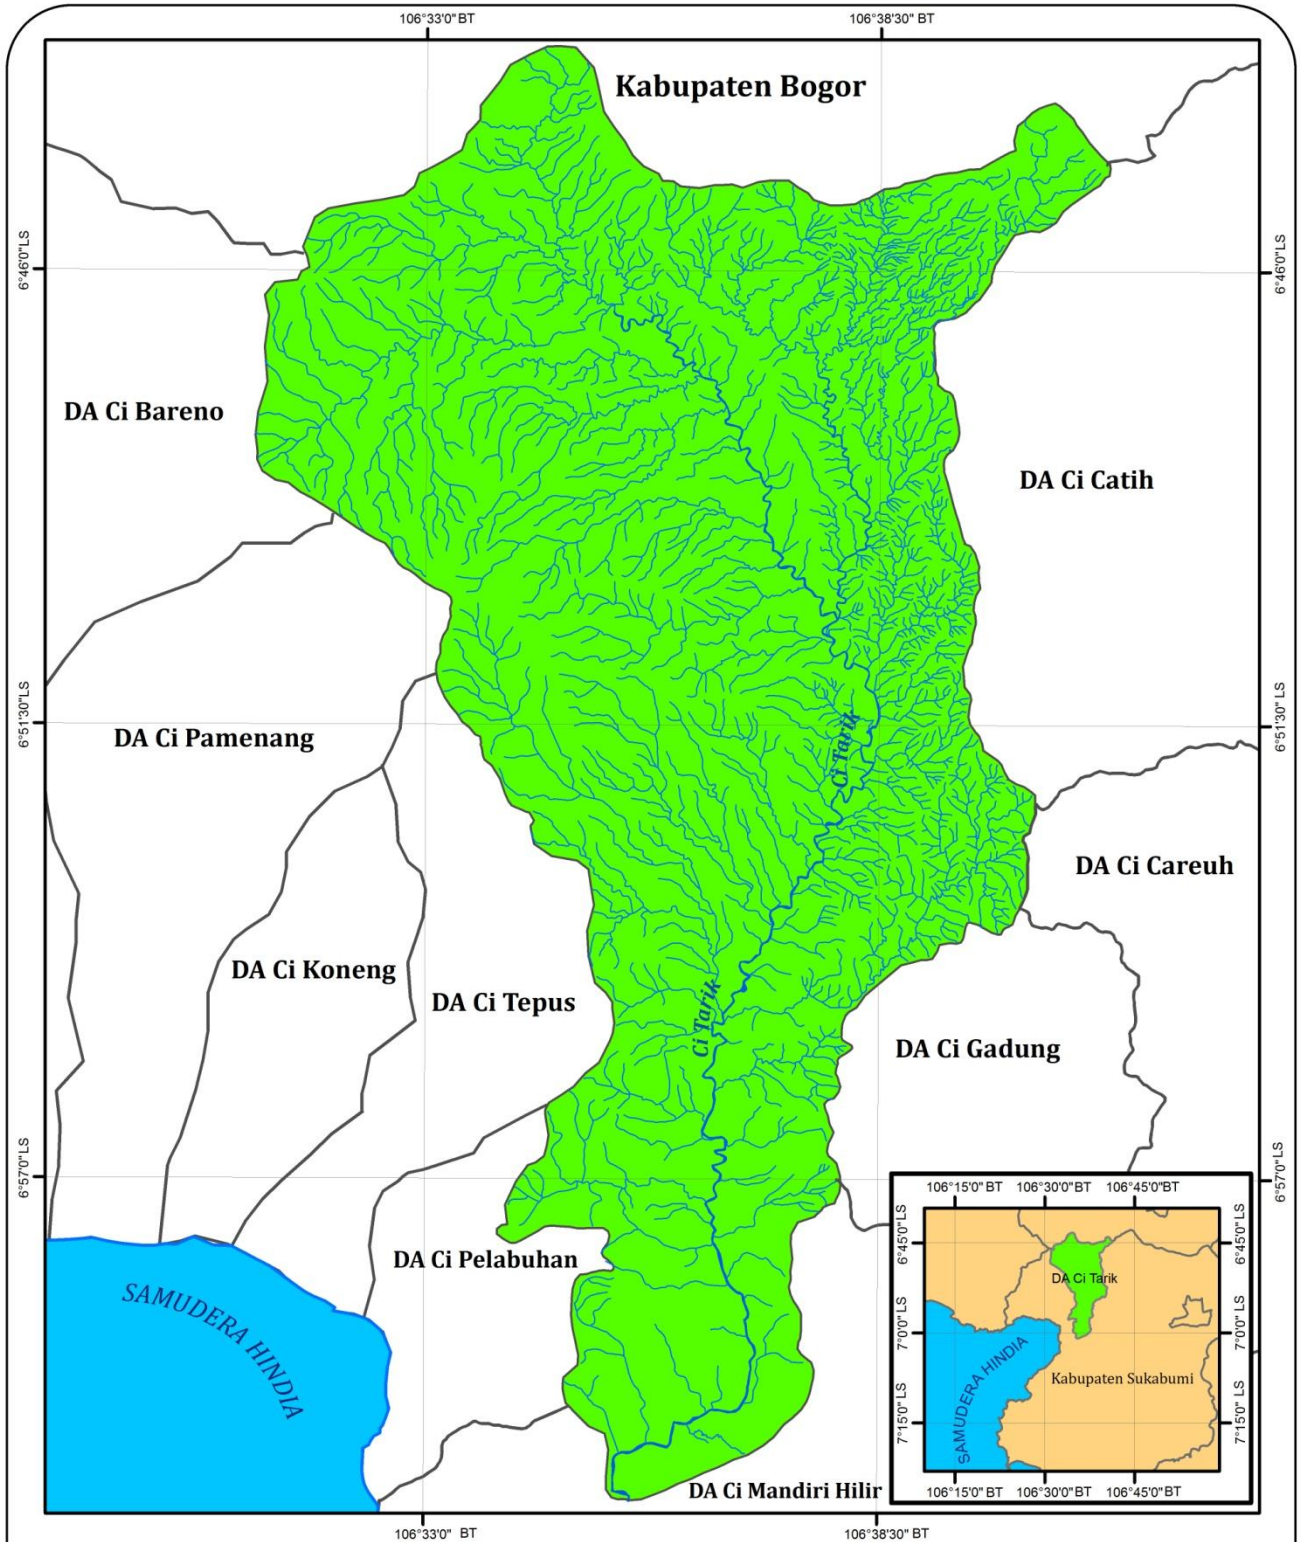 106°33'0" BT
106°38'30" BT
Kabupaten Bogor
6°46'0" LS
6°46'0" LS
DA Ci Bareno
DA Ci Catih
6°51'30" LS
6°51'30" LS
DA Ci Pamenang
Ci Tarik
DA Ci Careuh
DA Ci Koneng
DA Ci Tepus
Ci Tarik
DA Ci Gadung
6°57'0" LS
6°57'0" LS
DA Ci Pelabuhan
SAMUDERA HINDIA
DA Ci Mandiri Hilir
106°33'0" BT
106°38'30" BT
106°15'0" BT
106°30'0" BT
106°45'0" BT
6°45'0" LS
6°45'0" LS
DA Ci Tarik
7°0'0" LS
7°0'0" LS
SAMUDERA HINDIA
Kabupaten Sukabumi
7°15'0" LS
7°15'0" LS
106°15'0" BT
106°30'0" BT
106°45'0" BT